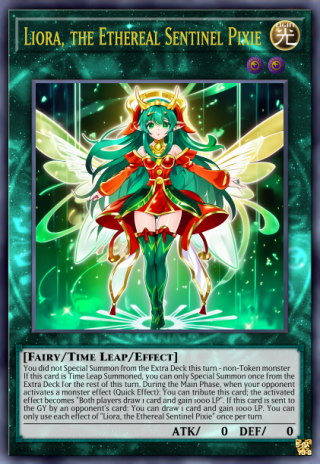 Liora, the Ethereal Sentinel Pixie
LIGHT
光
[Fairy/Time Leap/Effect]
You did not Special Summon from the Extra Deck this turn - non-Token monster
If this card is Time Leap Summoned, you can only Special Summon once from the
Extra Deck for the rest of this turn. During the Main Phase, when your opponent
activates a monster effect (Quick Effect): You can tribute this card; the activated
effect becomes "Both players draw 1 card and gain 1000 LP". If this card is sent to
the GY by an opponent's card: You can draw 1 card and gain 1000 LP. You can
only use each effect of "Liora, the Ethereal Sentinel Pixie" once per turn
ATK/ 0 DEF/ 0